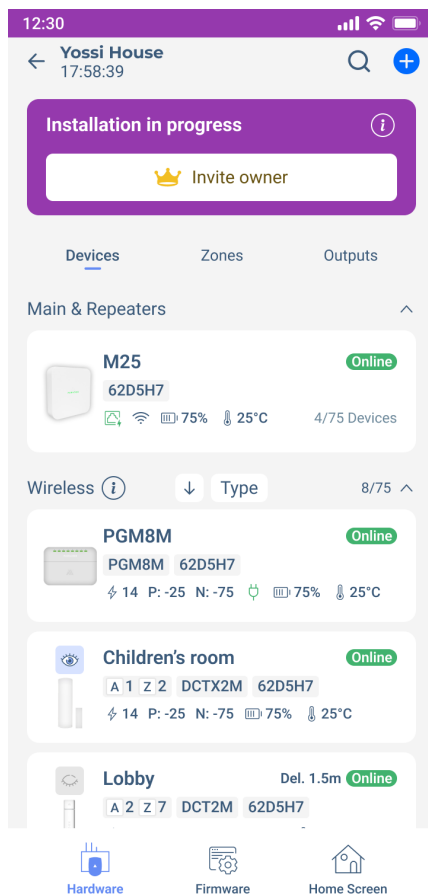 12:30
Yossi House
17:58:39
Installation in progress
Invite owner
Devices Zones Outputs
Main & Repeaters
M25 Online
62D5H7
75% 25°C 4/75 Devices
Wireless i ↓ Type 8/75
PGM8M Online
PGM8M 62D5H7
14 P: -25 N: -75 75% 25°C
Children's room Online
A 1 Z 2 DCTX2M 62D5H7
14 P: -25 N: -75 75% 25°C
Lobby Del. 1.5m Online
A 2 Z 7 DCT2M 62D5H7
Hardware Firmware Home Screen